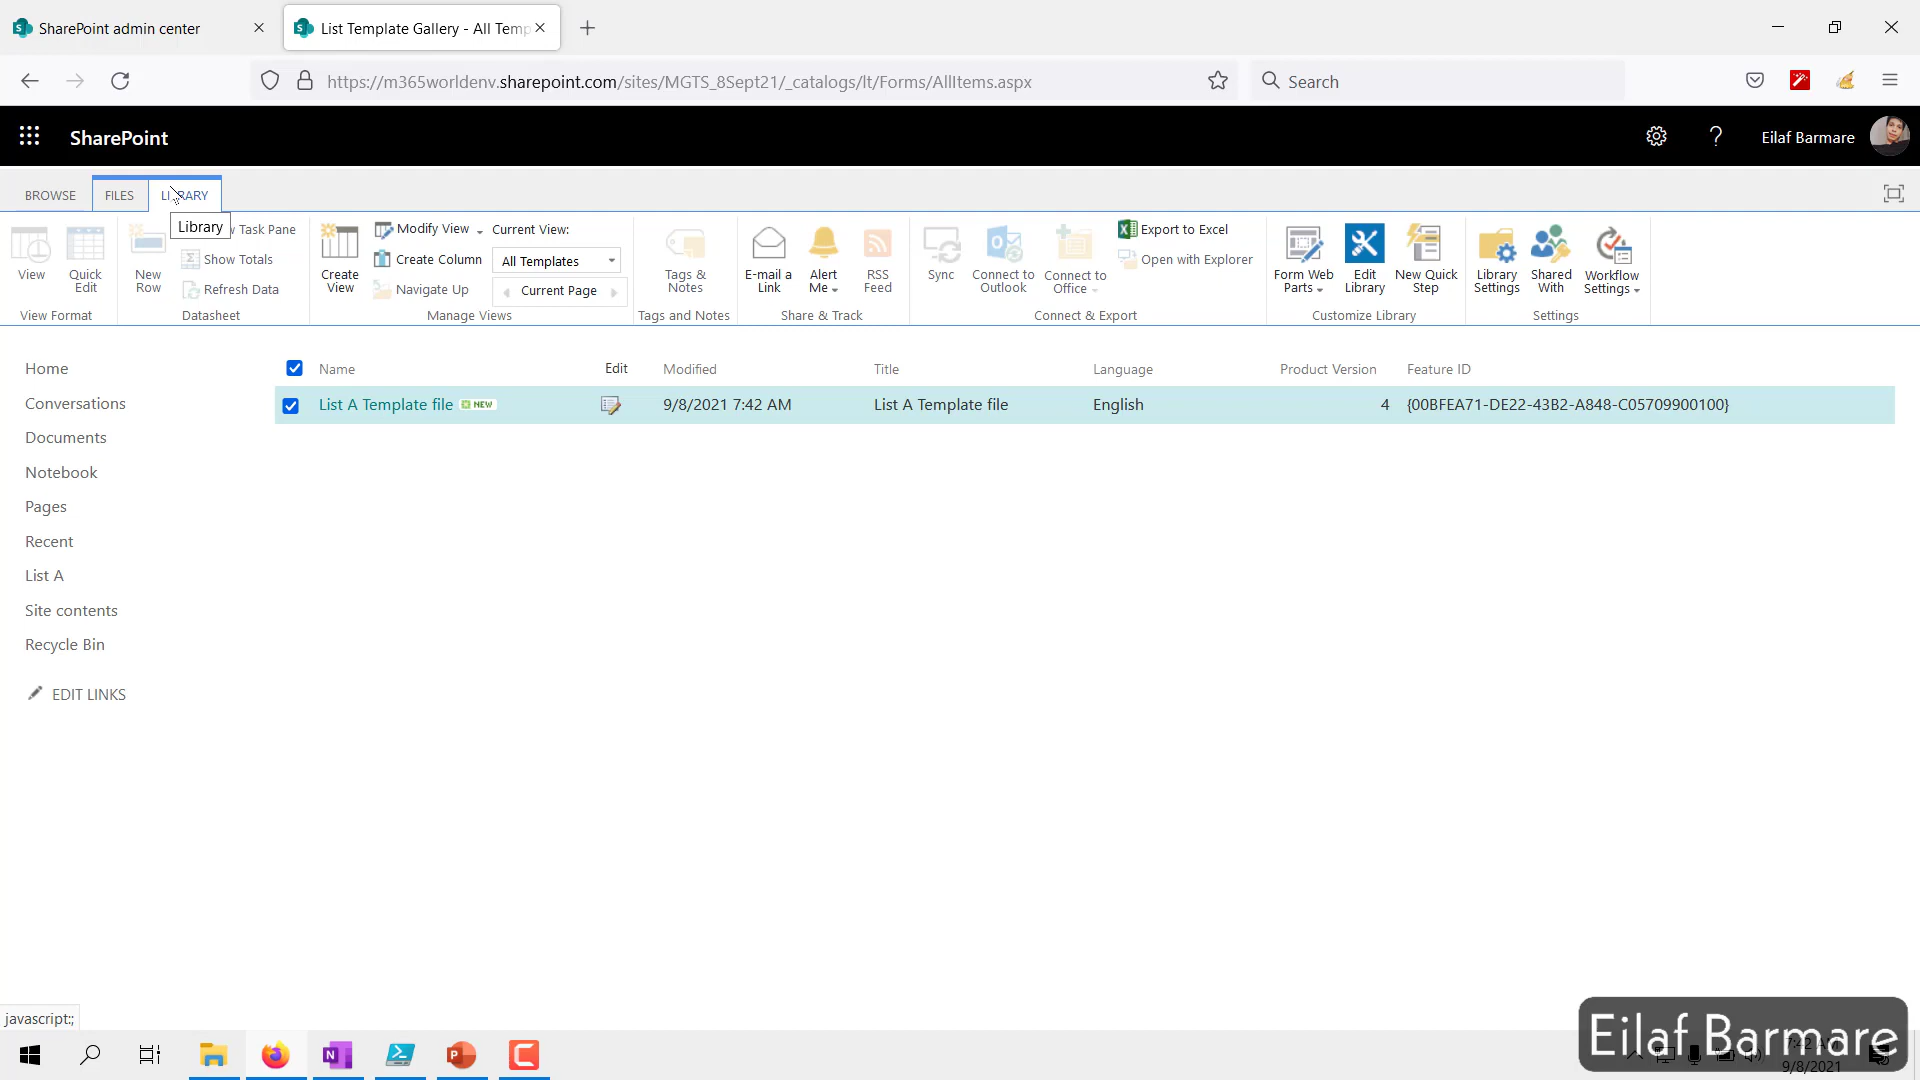 SharePoint admin center
List Template Gallery - All Temp
https://m365worldenv.sharepoint.com/sites/MGTS_8Sept21/_catalogs/lt/Forms/AllItems.aspx
Search
SharePoint
Eilaf Barmare
BROWSE
FILES
LIBRARY
Library
View
Quick Edit
View Format
New Row
Task Pane
Show Totals
Refresh Data
Datasheet
Create View
Modify View
Create Column
Navigate Up
Current View:
All Templates
Current Page
Manage Views
Tags & Notes
Tags and Notes
E-mail a Link
Alert Me
RSS Feed
Share & Track
Sync
Connect to Outlook
Connect to Office
Export to Excel
Open with Explorer
Connect & Export
Form Web Parts
Edit Library
New Quick Step
Customize Library
Library Settings
Shared With
Workflow Settings
Settings
Home
Conversations
Documents
Notebook
Pages
Recent
List A
Site contents
Recycle Bin
EDIT LINKS
Name Edit Modified Title Language Product Version Feature ID
List A Template file NEW 9/8/2021 7:42 AM List A Template file English 4 {00BFEA71-DE22-43B2-A848-C05709900100}
javascript:;
Eilaf Barmare
9/8/2021